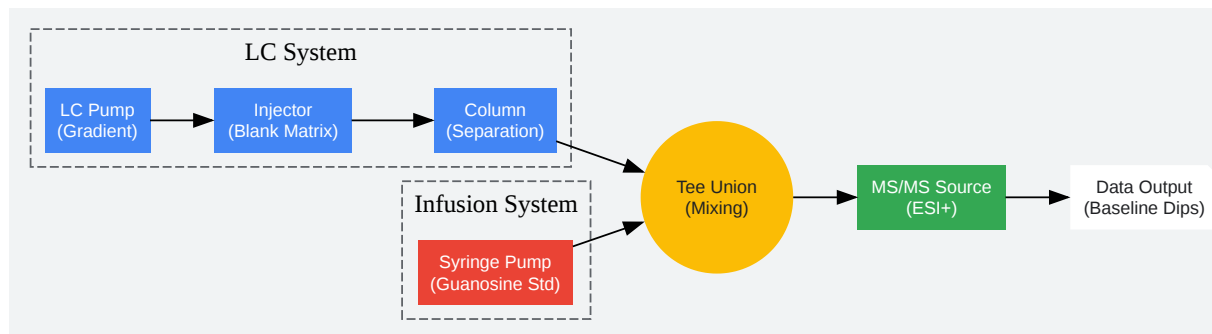 LC System
LC Pump
(Gradient)
Injector
(Blank Matrix)
Column
(Separation)
Infusion System
Syringe Pump
(Guanosine Std)
Tee Union
(Mixing)
MS/MS Source
(ESI+)
Data Output
(Baseline Dips)